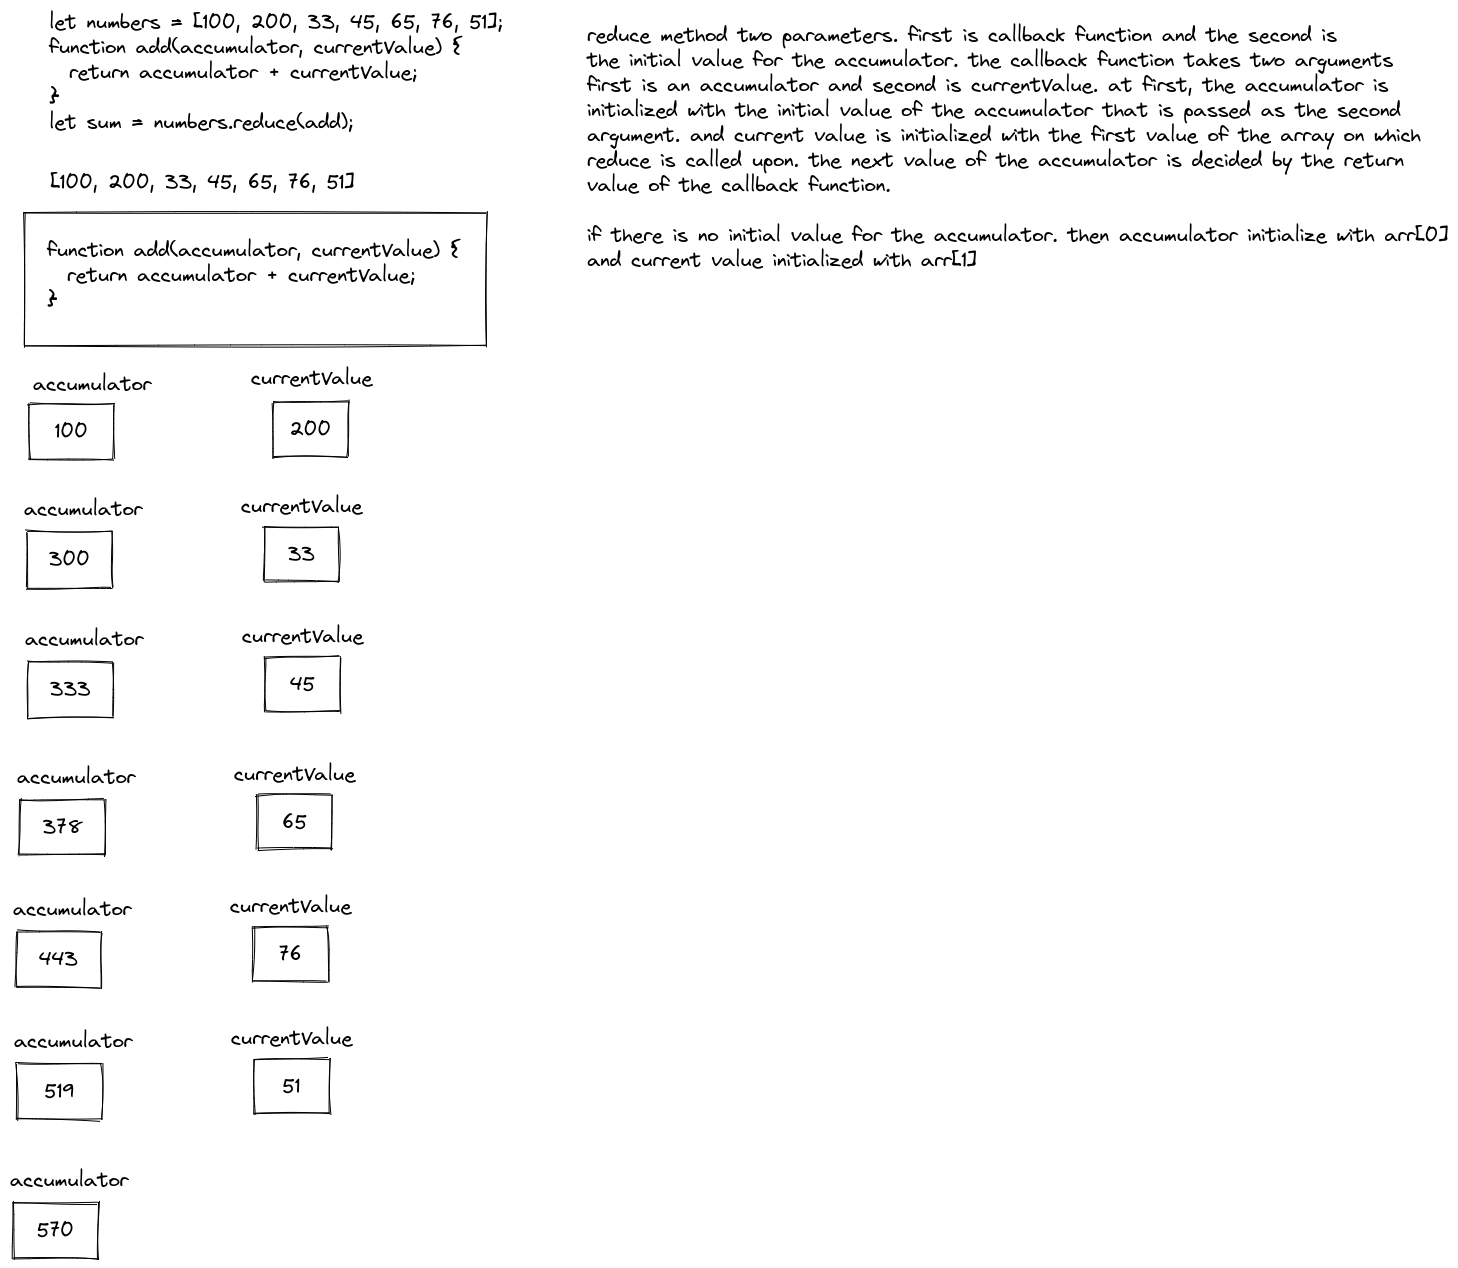 let numbers = [100, 200, 33, 45, 65, 76, 51];
function add(accumulator, currentValue) {
return accumulator + currentValue;
}
let sum = numbers.reduce(add);
[100, 200, 33, 45, 65, 76, 51]
function add(accumulator, currentValue) {
return accumulator + currentValue;
}
accumulator currentValue
100 200
accumulator currentValue
300 33
accumulator currentValue
333 45
accumulator currentValue
378 65
accumulator currentValue
443 76
accumulator currentValue
519 51
accumulator
570
reduce method two parameters. first is callback function and the second is
the initial value for the accumulator. the callback function takes two arguments
first is an accumulator and second is currentValue. at first, the accumulator is
initialized with the initial value of the accumulator that is passed as the second
argument. and current value is initialized with the first value of the array on which
reduce is called upon. the next value of the accumulator is decided by the return
value of the callback function.
if there is no initial value for the accumulator. then accumulator initialize with arr[0]
and current value initialized with arr[1]